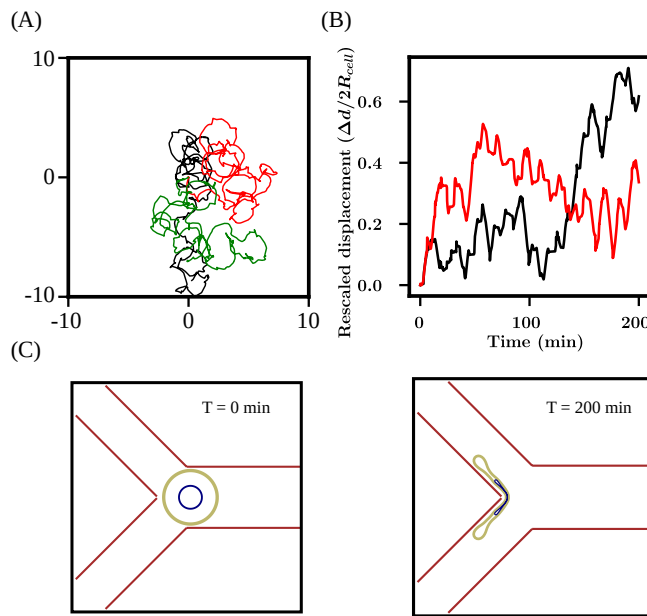 (A)
(B)
10
0
-10
-10
0
10
Rescaled displacement (Δd/2R_cell)
0.6
0.4
0.2
0.0
0
100
200
Time (min)
(C)
T = 0 min
T = 200 min